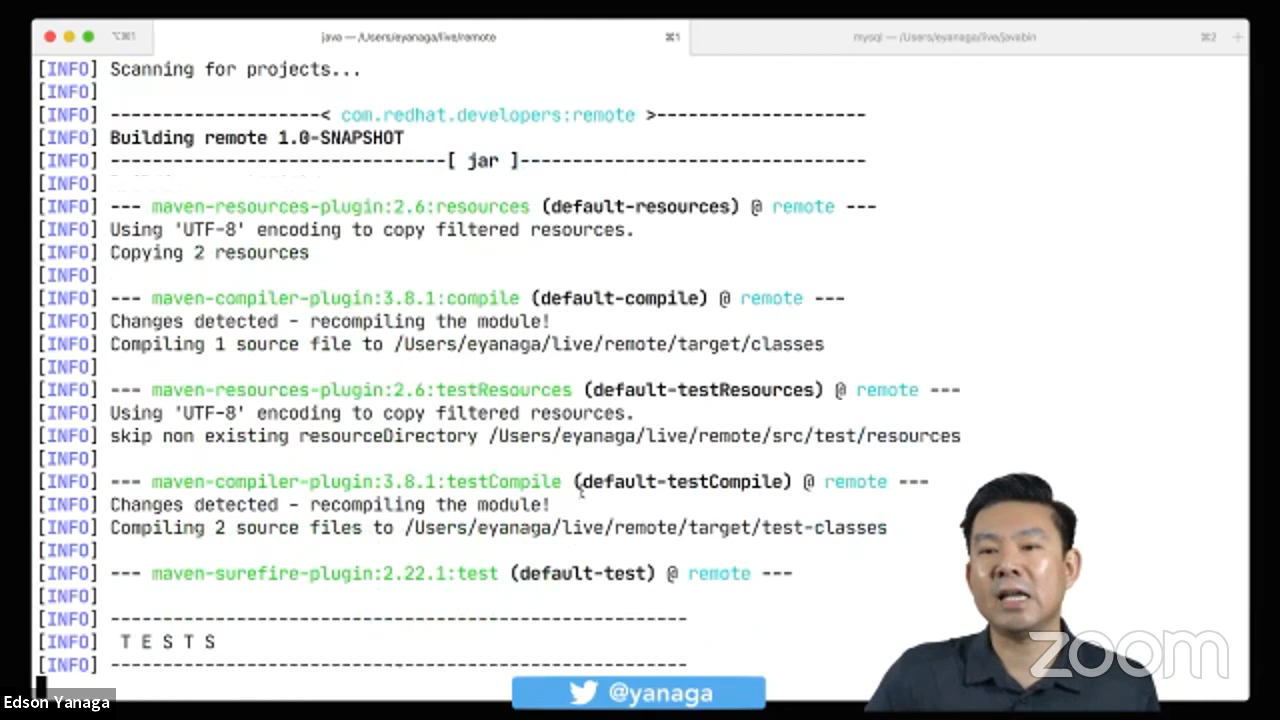 ⌥⌘1
java — /Users/eyanaga/live/remote
⌘1
mysql — /Users/eyanaga/live/javabin
⌘2 +
[INFO] Scanning for projects...
[INFO]
[INFO] --------------------< com.redhat.developers:remote >--------------------
[INFO] Building remote 1.0-SNAPSHOT
[INFO] --------------------------------[ jar ]---------------------------------
[INFO]
[INFO] --- maven-resources-plugin:2.6:resources (default-resources) @ remote ---
[INFO] Using 'UTF-8' encoding to copy filtered resources.
[INFO] Copying 2 resources
[INFO]
[INFO] --- maven-compiler-plugin:3.8.1:compile (default-compile) @ remote ---
[INFO] Changes detected - recompiling the module!
[INFO] Compiling 1 source file to /Users/eyanaga/live/remote/target/classes
[INFO]
[INFO] --- maven-resources-plugin:2.6:testResources (default-testResources) @ remote ---
[INFO] Using 'UTF-8' encoding to copy filtered resources.
[INFO] skip non existing resourceDirectory /Users/eyanaga/live/remote/src/test/resources
[INFO]
[INFO] --- maven-compiler-plugin:3.8.1:testCompile (default-testCompile) @ remote ---
[INFO] Changes detected - recompiling the module!
[INFO] Compiling 2 source files to /Users/eyanaga/live/remote/target/test-classes
[INFO]
[INFO] --- maven-surefire-plugin:2.22.1:test (default-test) @ remote ---
[INFO]
[INFO] -------------------------------------------------------
[INFO]  T E S T S
[INFO] -------------------------------------------------------
zoom
@yanaga
Edson Yanaga